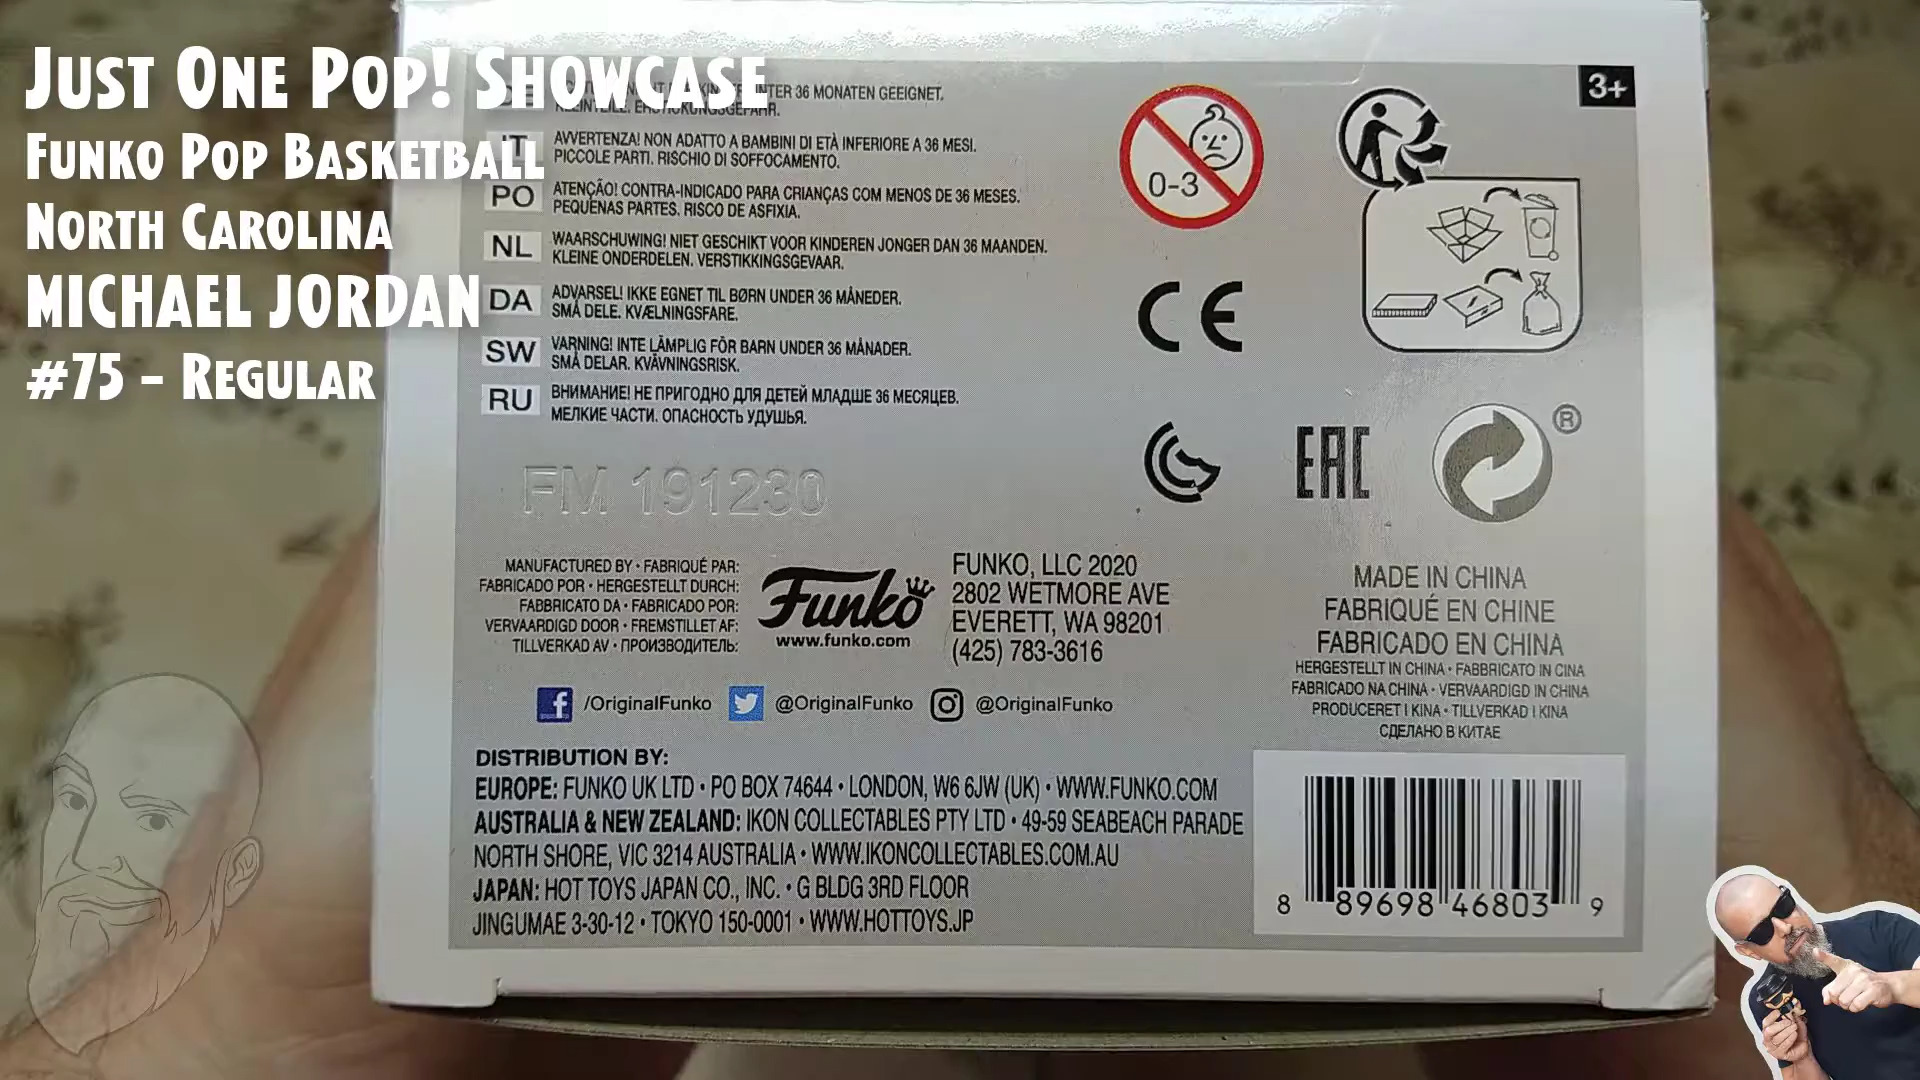 Just One Pop! Showcase
Funko Pop Basketball
North Carolina
MICHAEL JORDAN
#75 – Regular
36 MONATEN GEEIGNET.
IT
AVVERTENZA! NON ADATTO A BAMBINI DI ETÀ INFERIORE A 36 MESI.
PICCOLE PARTI. RISCHIO DI SOFFOCAMENTO.
PO
ATENÇÃO! CONTRA-INDICADO PARA CRIANÇAS COM MENOS DE 36 MESES.
PEQUENAS PARTES. RISCO DE ASFIXIA.
NL
WAARSCHUWING! NIET GESCHIKT VOOR KINDEREN JONGER DAN 36 MAANDEN.
KLEINE ONDERDELEN. VERSTIKKINGSGEVAAR.
DA
ADVARSEL! IKKE EGNET TIL BØRN UNDER 36 MÅNEDER.
SMÅ DELE. KVÆLNINGSFARE.
SW
VARNING! INTE LÄMPLIG FÖR BARN UNDER 36 MÅNADER.
SMÅ DELAR. KVÄVNINGSRISK.
RU
ВНИМАНИЕ! НЕ ПРИГОДНО ДЛЯ ДЕТЕЙ МЛАДШЕ 36 МЕСЯЦЕВ.
МЕЛКИЕ ЧАСТИ. ОПАСНОСТЬ УДУШЬЯ.
0-3
3+
CE
EAC
®
FM 191230
MANUFACTURED BY • FABRIQUÉ PAR:
FABRICADO POR • HERGESTELLT DURCH:
FABBRICATO DA • FABRICADO POR:
VERVAARDIGD DOOR • FREMSTILLET AF:
TILLVERKAD AV • ПРОИЗВОДИТЕЛЬ:
Funko
www.funko.com
FUNKO, LLC 2020
2802 WETMORE AVE
EVERETT, WA 98201
(425) 783-3616
MADE IN CHINA
FABRIQUÉ EN CHINE
FABRICADO EN CHINA
HERGESTELLT IN CHINA • FABBRICATO IN CINA
FABRICADO NA CHINA • VERVAARDIGD IN CHINA
PRODUCERET I KINA • TILLVERKAD I KINA
СДЕЛАНО В КИТАЕ
/OriginalFunko @OriginalFunko @OriginalFunko
DISTRIBUTION BY:
EUROPE: FUNKO UK LTD • PO BOX 74644 • LONDON, W6 6JW (UK) • WWW.FUNKO.COM
AUSTRALIA & NEW ZEALAND: IKON COLLECTABLES PTY LTD • 49-59 SEABEACH PARADE
NORTH SHORE, VIC 3214 AUSTRALIA • WWW.IKONCOLLECTABLES.COM.AU
JAPAN: HOT TOYS JAPAN CO., INC. • G BLDG 3RD FLOOR
JINGUMAE 3-30-12 • TOKYO 150-0001 • WWW.HOTTOYS.JP
8 89698 46803 9